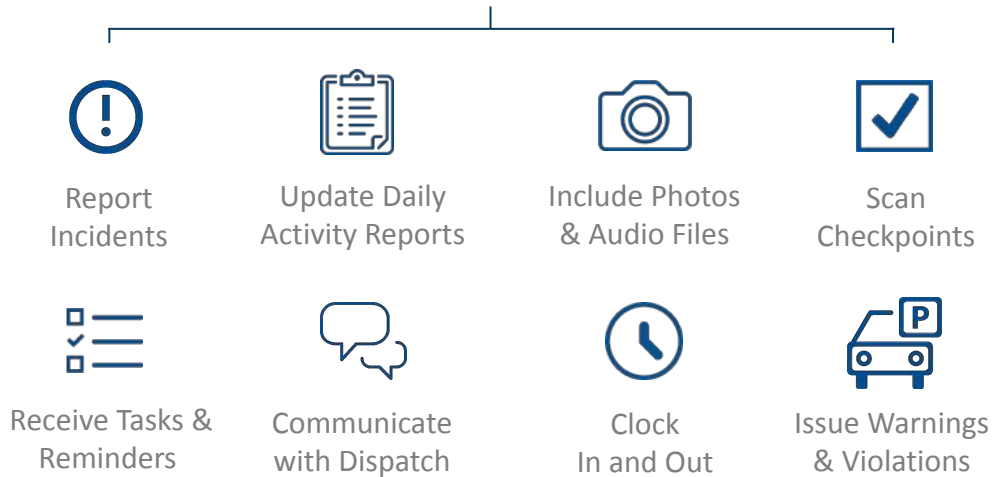 Report
Incidents
Update Daily
Activity Reports
Include Photos
& Audio Files
Scan
Checkpoints
P
Receive Tasks &
Reminders
Communicate
with Dispatch
Clock
In and Out
Issue Warnings
& Violations